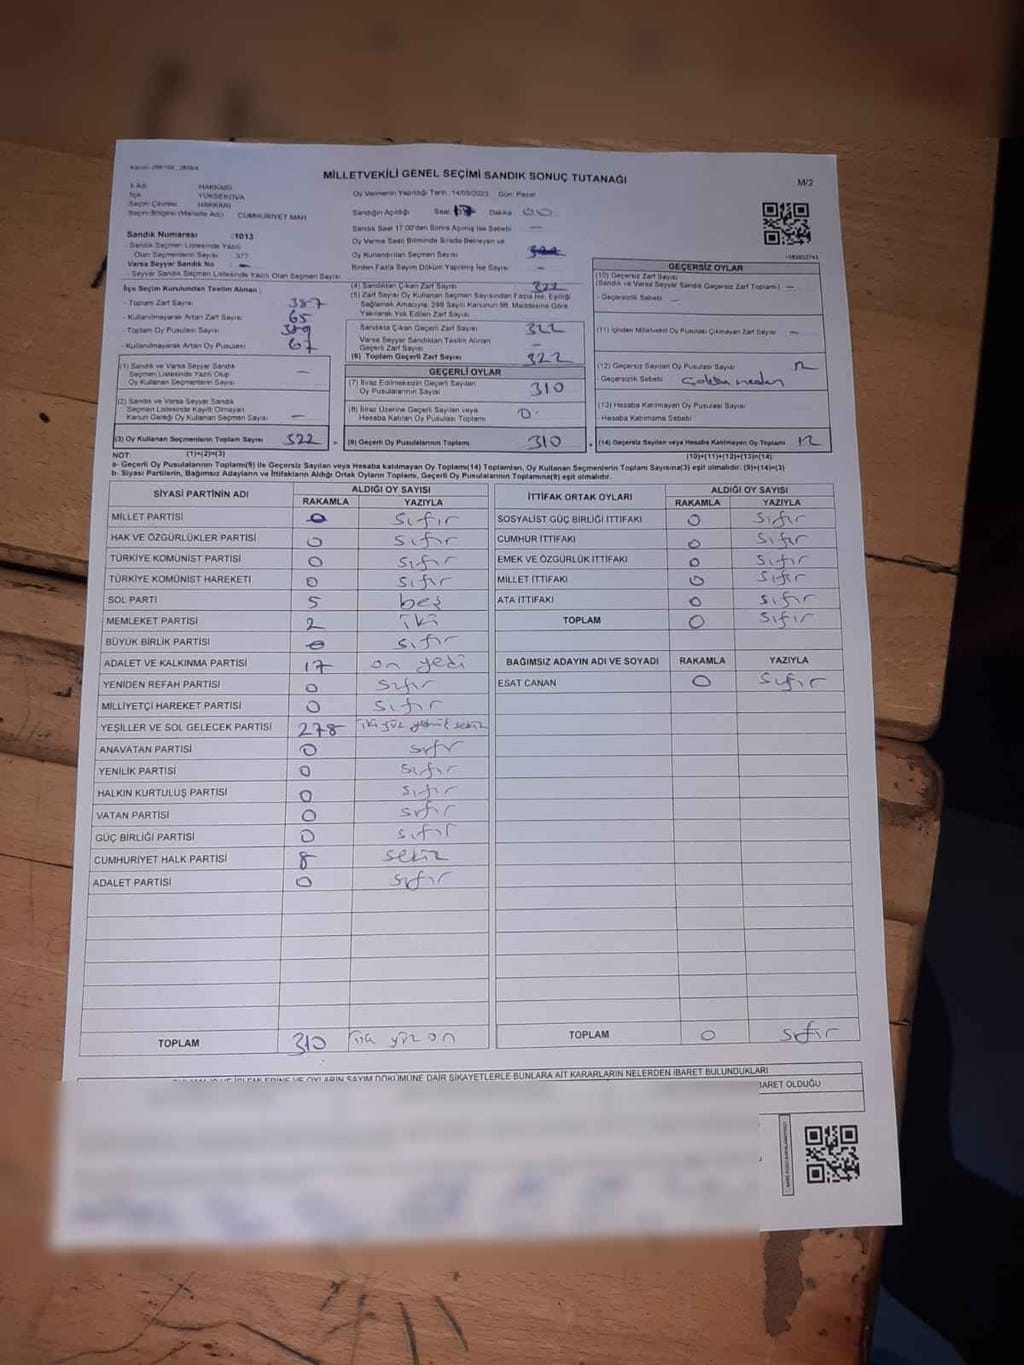 MİLLETVEKİLİ GENEL SEÇİMİ SANDIK SONUÇ TUTANAĞI
M/2
İli Adı HAKKARİ
İlçe YÜKSEKOVA
Seçim Çevresi HAKKARİ
Seçim Bölgesi (Mahalle Adı) CUMHURİYET MAH
Sandık Numarası :1013
- Sandık Seçmen Listesinde Yazılı
Olan Seçmenlerin Sayısı 377
Varsa Seyyar Sandık No —
- Seyyar Sandık Seçmen Listesinde Yazılı Olan Seçmen Sayısı
Oy Vermenin Yapıldığı Tarih : 14/05/2023 Gün: Pazar
Sandığın Açıldığı Saat 17 Dakika 00
Sandık Saat 17.00'den Sonra Açılmış İse Sebebi —
Oy Verme Saati Bitiminde Sırada Bekleyen ve
Oy Kullandırılan Seçmen Sayısı
Birden Fazla Sayım Döküm Yapılmış İse Sayısı —
İlçe Seçim Kurulundan Teslim Alınan :
- Toplam Zarf Sayısı 387
- Kullanılmayarak Artan Zarf Sayısı 65
- Toplam Oy Pusulası Sayısı 389
- Kullanılmayarak Artan Oy Pusulası 67
(1) Sandık ve Varsa Seyyar Sandık
Seçmen Listesinde Yazılı Olup
Oy Kullanan Seçmenlerin Sayısı —
(2) Sandık ve Varsa Seyyar Sandık
Seçmen Listesinde Kayıtlı Olmayan
Kanun Gereği Oy Kullanan Seçmen Sayısı —
(3) Oy Kullanan Seçmenlerin Toplam Sayısı 322
(1)+(2)=(3)
(4) Sandıktan Çıkan Zarf Sayısı 322
(5) Zarf Sayısı Oy Kullanan Seçmen Sayısından Fazla İse, Eşitliği
Sağlamak Amacıyla, 298 Sayılı Kanunun 98. Maddesine Göre
Yakılarak Yok Edilen Zarf Sayısı
Sandıkta Çıkan Geçerli Zarf Sayısı 322
Varsa Seyyar Sandıktan Teslim Alınan
Geçerli Zarf Sayısı —
(6) Toplam Geçerli Zarf Sayısı 322
GEÇERLİ OYLAR
(7) İtiraz Edilmeksizin Geçerli Sayılan
Oy Pusulalarının Sayısı 310
(8) İtiraz Üzerine Geçerli Sayılan veya
Hesaba Katılan Oy Pusulası Toplamı 0
(9) Geçerli Oy Pusulalarının Toplamı 310
GEÇERSİZ OYLAR
(10) Geçersiz Zarf Sayısı
(Sandık ve Varsa Seyyar Sandık Geçersiz Zarf Toplamı) —
- Geçersizlik Sebebi —
(11) İçinden Milletvekili Oy Pusulası Çıkmayan Zarf Sayısı —
(12) Geçersiz Sayılan Oy Pusulası Sayısı 12
- Geçersizlik Sebebi
(13) Hesaba Katılmayan Oy Pusulası Sayısı
- Hesaba Katılmama Sebebi
(14) Geçersiz Sayılan veya Hesaba Katılmayan Oy Toplamı 12
(10)+(11)+(12)+(13)=(14)
NOT:
a- Geçerli Oy Pusulaları Toplamı(9) ile Geçersiz Sayılan veya Hesaba katılmayan Oy Toplamı(14) Toplamları, Oy Kullanan Seçmenlerin Toplam Sayısına(3) eşit olmalıdır. (9)+(14)=(3)
b- Siyasi Partilerin, Bağımsız Adayların ve İttifakların Aldığı Ortak Oyların Toplamı, Geçerli Oy Pusulalarının Toplamına(9) eşit olmalıdır.
SİYASİ PARTİNİN ADI ALDIĞI OY SAYISI
RAKAMLA YAZIYLA
MİLLET PARTİSİ 0 sıfır
HAK VE ÖZGÜRLÜKLER PARTİSİ 0 sıfır
TÜRKİYE KOMÜNİST PARTİSİ 0 sıfır
TÜRKİYE KOMÜNİST HAREKETİ 0 sıfır
SOL PARTİ 5 beş
MEMLEKET PARTİSİ 2 iki
BÜYÜK BİRLİK PARTİSİ 0 sıfır
ADALET VE KALKINMA PARTİSİ 17 on yedi
YENİDEN REFAH PARTİSİ 0 sıfır
MİLLİYETÇİ HAREKET PARTİSİ 0 sıfır
YEŞİLLER VE SOL GELECEK PARTİSİ 278 iki yüz yetmiş sekiz
ANAVATAN PARTİSİ 0 sıfır
YENİLİK PARTİSİ 0 sıfır
HALKIN KURTULUŞ PARTİSİ 0 sıfır
VATAN PARTİSİ 0 sıfır
GÜÇ BİRLİĞİ PARTİSİ 0 sıfır
CUMHURİYET HALK PARTİSİ 8 sekiz
ADALET PARTİSİ 0 sıfır
TOPLAM 310 üç yüz on
İTTİFAK ORTAK OYLARI ALDIĞI OY SAYISI
RAKAMLA YAZIYLA
SOSYALİST GÜÇ BİRLİĞİ İTTİFAKI 0 sıfır
CUMHUR İTTİFAKI 0 sıfır
EMEK VE ÖZGÜRLÜK İTTİFAKI 0 sıfır
MİLLET İTTİFAKI 0 sıfır
ATA İTTİFAKI 0 sıfır
TOPLAM 0 sıfır
BAĞIMSIZ ADAYIN ADI VE SOYADI RAKAMLA YAZIYLA
ESAT CANAN 0 sıfır
TOPLAM 0 sıfır
İŞLEMLERİNE VE OYLARIN SAYIM DÖKÜMÜNE DAİR ŞİKAYETLERLE BUNLARA AİT KARARLARIN NELERDEN İBARET BULUNDUKLARI
İBARET OLDUĞU